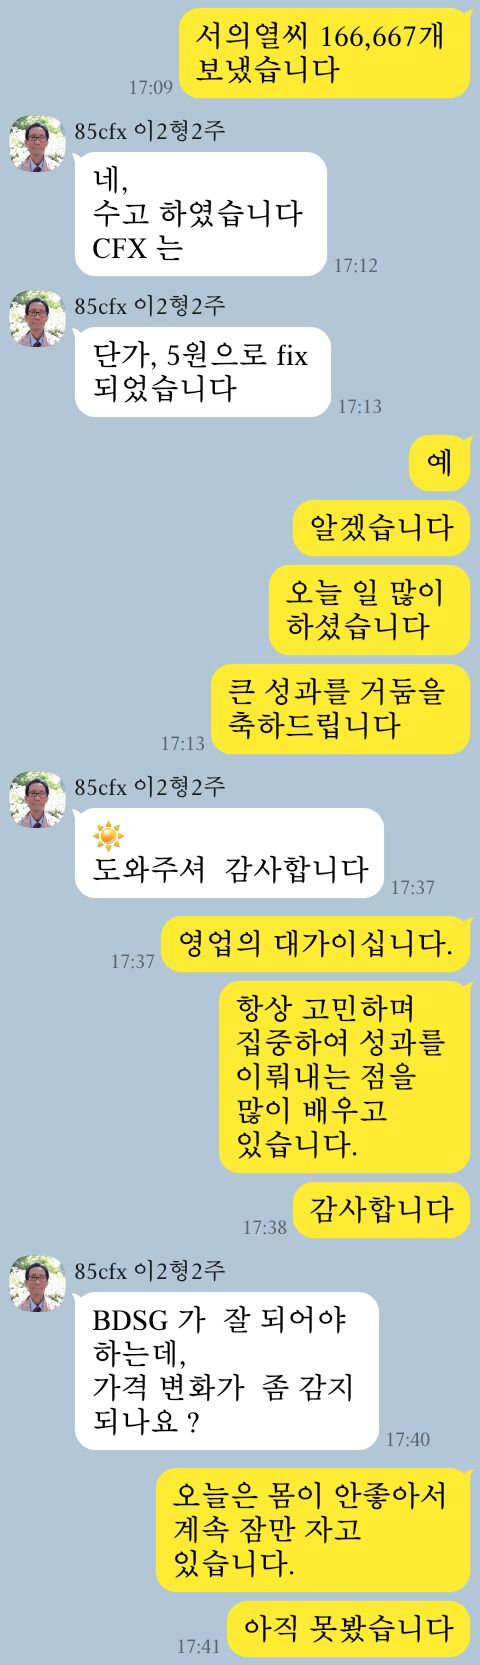 서의열씨 166,667개
보냈습니다
17:09
85cfx 이2형2주
네,
수고 하였습니다
CFX 는
17:12
85cfx 이2형2주
단가, 5원으로 fix
되었습니다
17:13
예
알겠습니다
오늘 일 많이
하셨습니다
큰 성과를 거둠을
축하드립니다
17:13
85cfx 이2형2주
도와주셔  감사합니다
17:37
영업의 대가이십니다.
17:37
항상 고민하며
집중하여 성과를
이뤄내는 점을
많이 배우고
있습니다.
감사합니다
17:38
85cfx 이2형2주
BDSG 가  잘 되어야
하는데,
가격 변화가  좀 감지
되나요 ?
17:40
오늘은 몸이 안좋아서
계속 잠만 자고
있습니다.
아직 못봤습니다
17:41